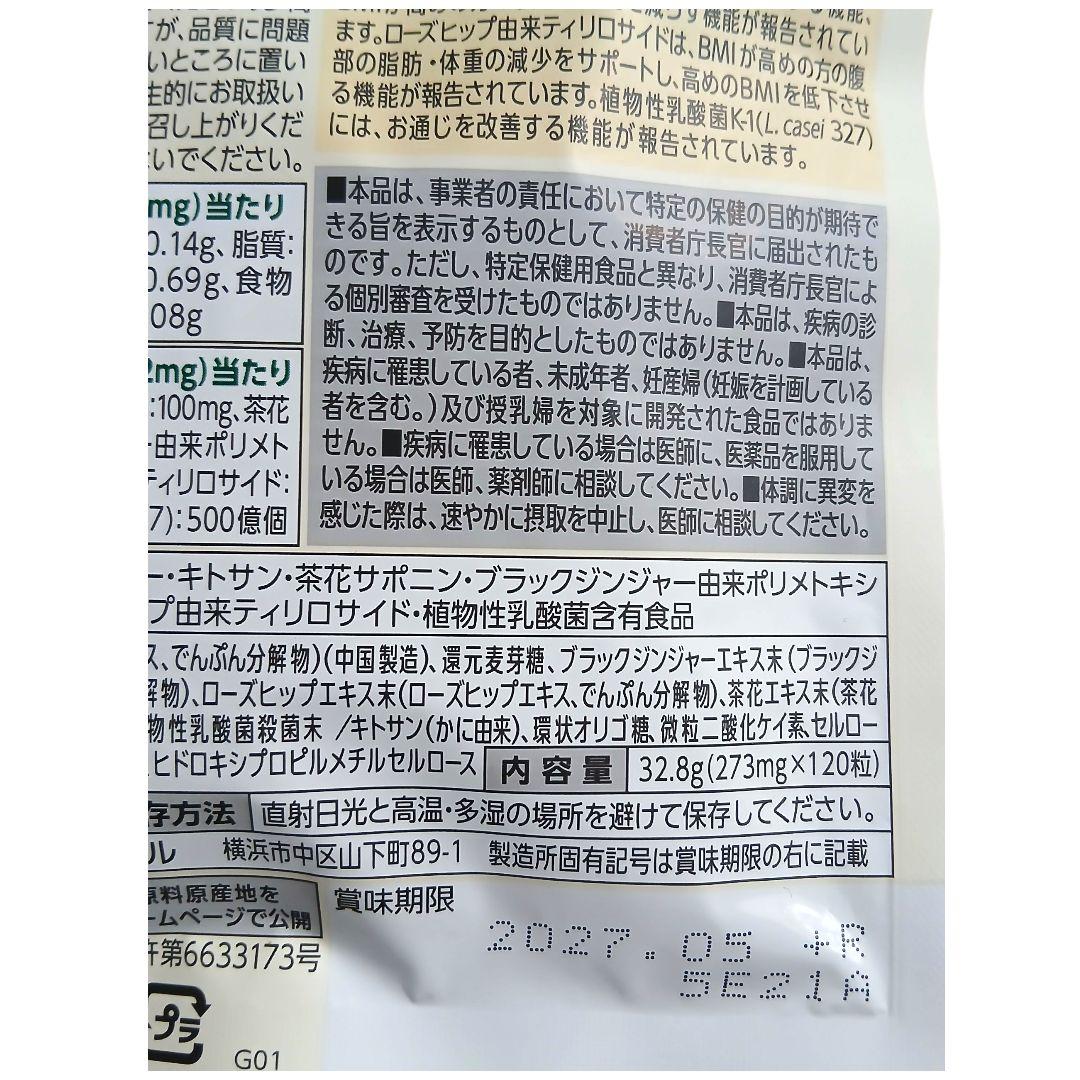 が、品質に問題
いところに置い
生的にお取扱い
召し上がりくだ
いでください。
mg)当たり
0.14g、脂質:
0.69g、食物
08g
2mg)当たり
:100mg、茶花
ー由来ポリメト
ティリロサイド:
7):500億個
減らす機能が報告されてい
ます。ローズヒップ由来ティリロサイドは、BMIが高めの方の腹
部の脂肪・体重の減少をサポートし、高めのBMIを低下させ
る機能が報告されています。植物性乳酸菌K-1(L. casei 327)
には、お通じを改善する機能が報告されています。
■本品は、事業者の責任において特定の保健の目的が期待で
きる旨を表示するものとして、消費者庁長官に届出されたも
のです。ただし、特定保健用食品と異なり、消費者庁長官によ
る個別審査を受けたものではありません。■本品は、疾病の診
断、治療、予防を目的としたものではありません。■本品は、
疾病に罹患している者、未成年者、妊産婦(妊娠を計画している
者を含む。)及び授乳婦を対象に開発された食品ではありま
せん。■疾病に罹患している場合は医師に、医薬品を服用して
いる場合は医師、薬剤師に相談してください。■体調に異変を
感じた際は、速やかに摂取を中止し、医師に相談してください。
ー・キトサン・茶花サポニン・ブラックジンジャー由来ポリメトキシ
プ由来ティリロサイド・植物性乳酸菌含有食品
ス、でんぷん分解物)(中国製造)、還元麦芽糖、ブラックジンジャーエキス末(ブラックジ
解物)、ローズヒップエキス末(ローズヒップエキス、でんぷん分解物)、茶花エキス末(茶花
物性乳酸菌殺菌末 /キトサン(かに由来)、環状オリゴ糖、微粒二酸化ケイ素、セルロー
ヒドロキシプロピルメチルセルロース
内容量 32.8g(273mg×120粒)
存方法 直射日光と高温・多湿の場所を避けて保存してください。
ル 横浜市中区山下町89-1 製造所固有記号は賞味期限の右に記載
原料原産地を
ームページで公開
許第6633173号
プラ
G01
賞味期限
2027.05 +R
5E21A